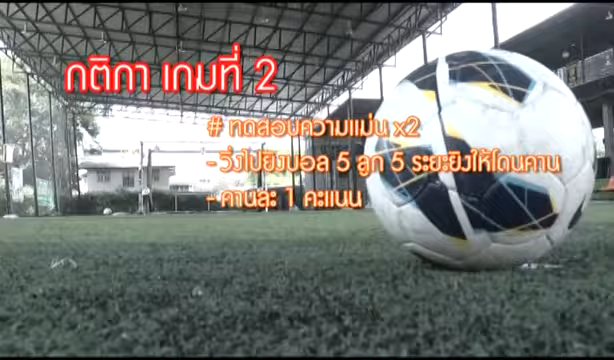 กติกา เกมที่ 2
# ทดสอบความแม่น x2
- วิ่งไปยิงบอล 5 ลูก 5 ระยะยิงให้โดนคาน
- คานละ 1 คะแนน